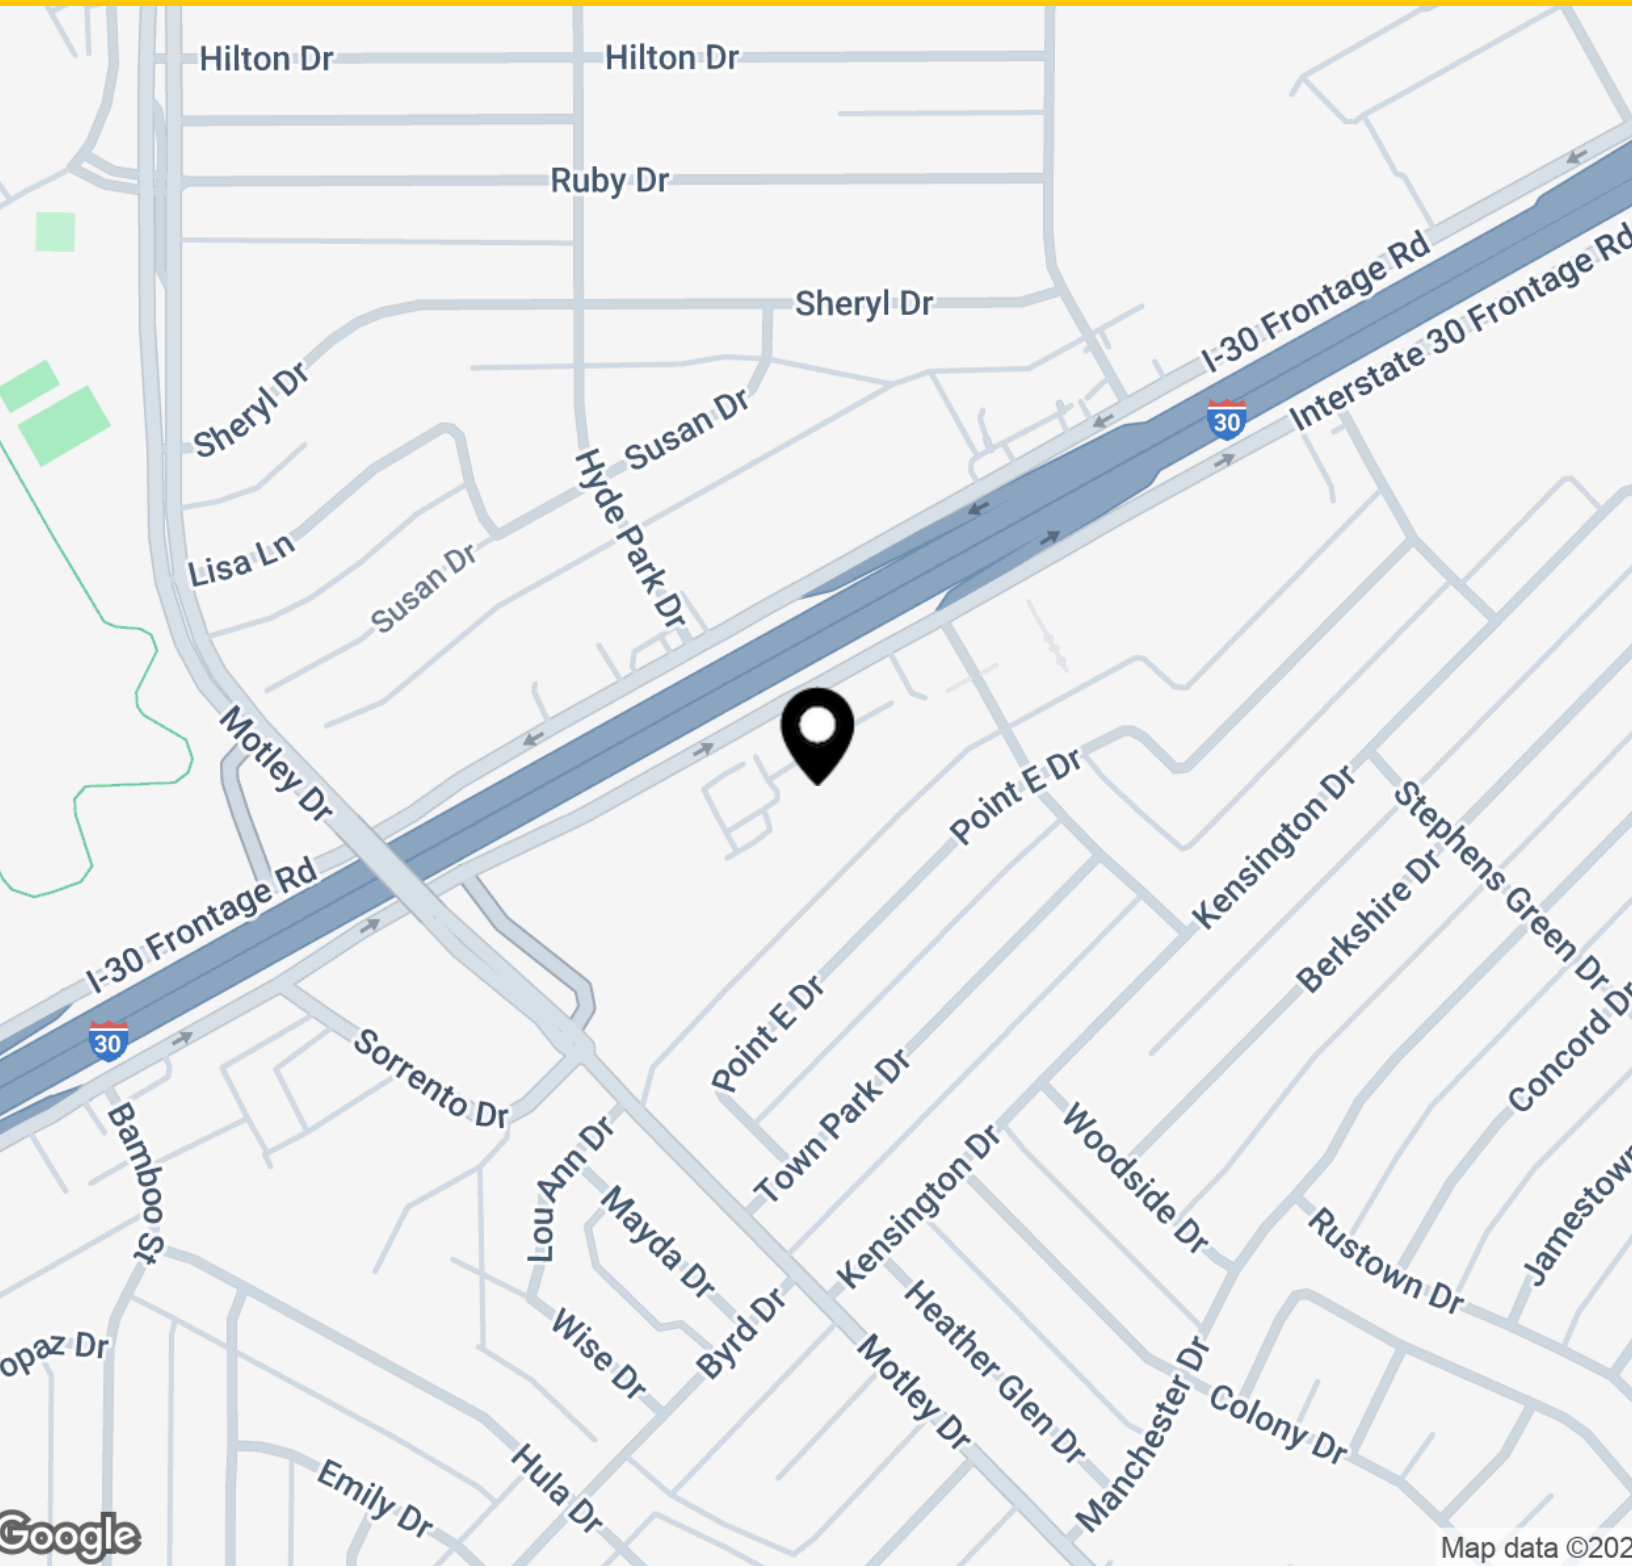 Hilton Dr
Hilton Dr
Ruby Dr
Sheryl Dr
I-30 Frontage Rd
Interstate 30 Frontage Rd
30
Sheryl Dr
Susan Dr
Hyde Park Dr
Lisa Ln
Susan Dr
Motley Dr
Point E Dr
Kensington Dr
Stephens Green Dr
Berkshire Dr
I-30 Frontage Rd
30
Sorrento Dr
Point E Dr
Concord Dr
Bamboo St
Lou Ann Dr
Town Park Dr
Woodside Dr
Mayda Dr
Kensington Dr
Rustown Dr
Jamestown
opaz Dr
Wise Dr
Byrd Dr
Heather Glen Dr
Motley Dr
Manchester Dr
Colony Dr
Emily Dr
Hula Dr
Google
Map data ©202